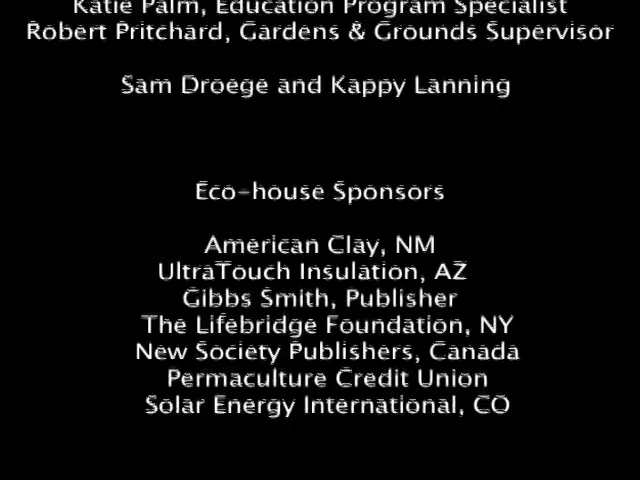 Katie Palm, Education Program Specialist
Robert Pritchard, Gardens & Grounds Supervisor
Sam Droege and Kappy Lanning
Eco-house Sponsors
American Clay, NM
UltraTouch Insulation, AZ
Gibbs Smith, Publisher
The Lifebridge Foundation, NY
New Society Publishers, Canada
Permaculture Credit Union
Solar Energy International, CO